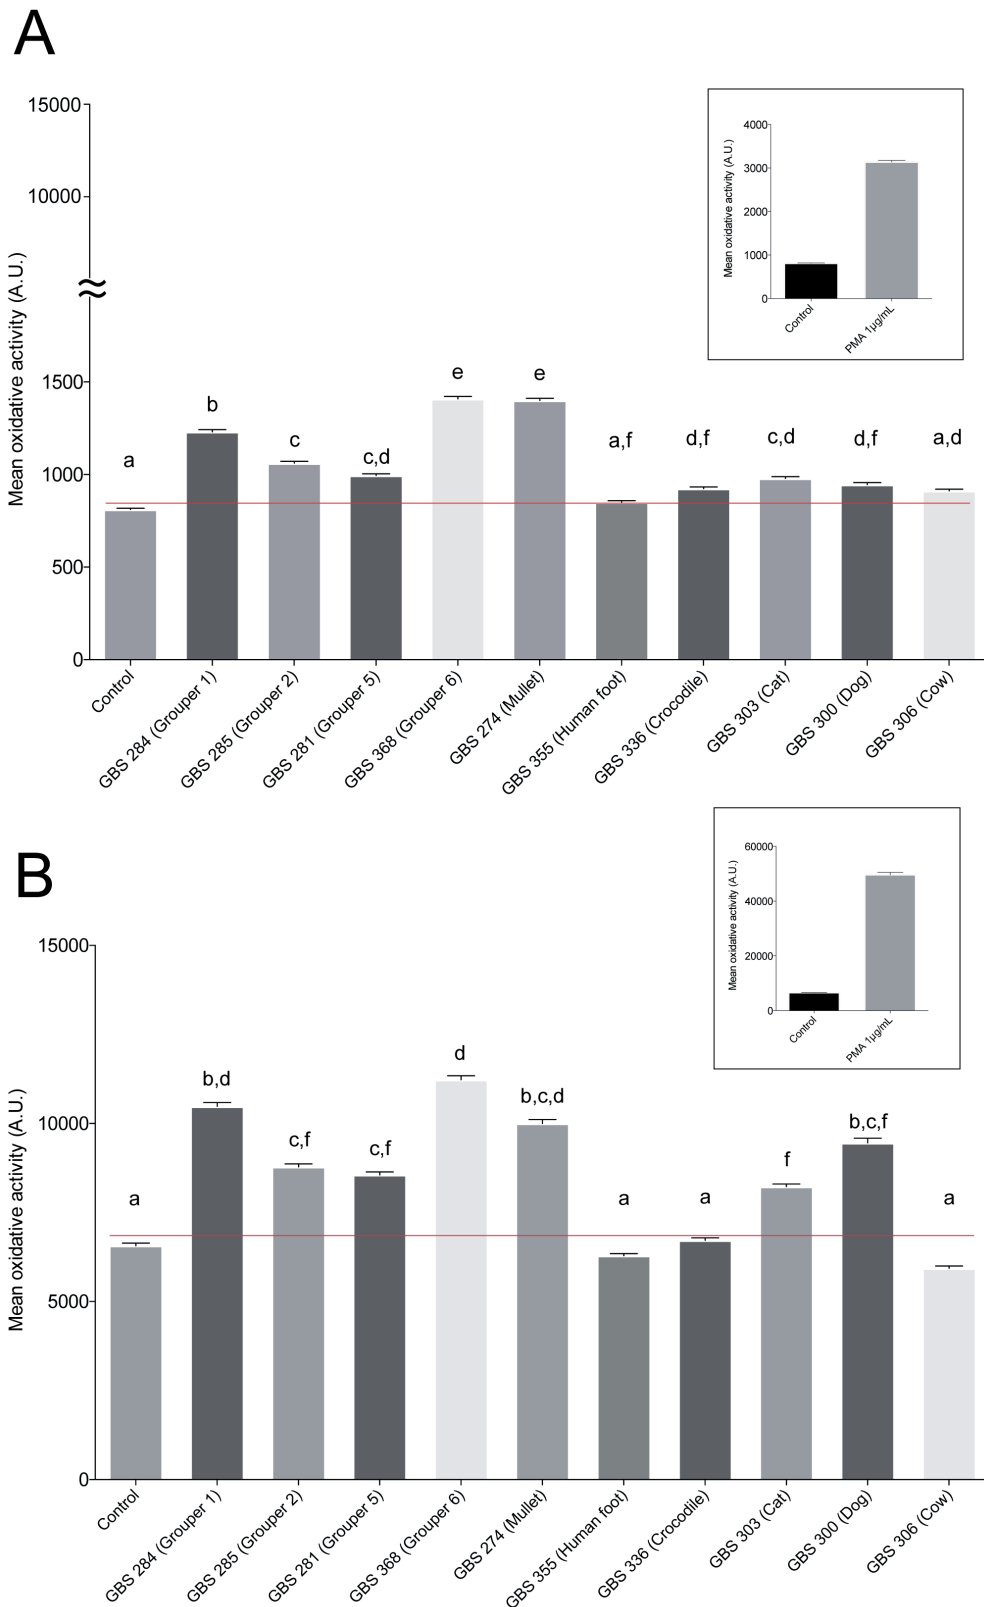 A
15000
10000
1500
1000
500
0
Mean oxidative activity (A.U.)
a
b
c
c,d
e
e
a,f
d,f
c,d
d,f
a,d
Control
GBS 284 (Grouper 1)
GBS 285 (Grouper 2)
GBS 281 (Grouper 5)
GBS 368 (Grouper 6)
GBS 274 (Mullet)
GBS 355 (Human foot)
GBS 336 (Crocodile)
GBS 303 (Cat)
GBS 300 (Dog)
GBS 306 (Cow)
4000
3000
2000
1000
0
Mean oxidative activity (A.U.)
Control
PMA 1µg/mL
B
15000
10000
5000
0
Mean oxidative activity (A.U.)
a
b,d
c,f
c,f
d
b,c,d
a
a
f
b,c,f
a
Control
GBS 284 (Grouper 1)
GBS 285 (Grouper 2)
GBS 281 (Grouper 5)
GBS 368 (Grouper 6)
GBS 274 (Mullet)
GBS 355 (Human foot)
GBS 336 (Crocodile)
GBS 303 (Cat)
GBS 300 (Dog)
GBS 306 (Cow)
60000
40000
20000
0
Mean oxidative activity (A.U.)
Control
PMA 1µg/mL